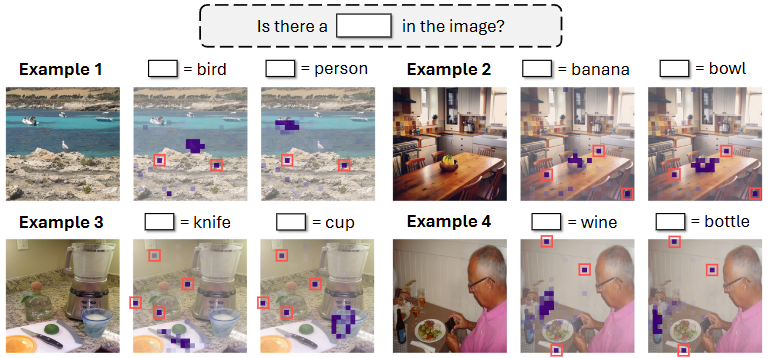 Is there a in the image?
Example 1 = bird = person Example 2 = banana = bowl
Example 3 = knife = cup Example 4 = wine = bottle